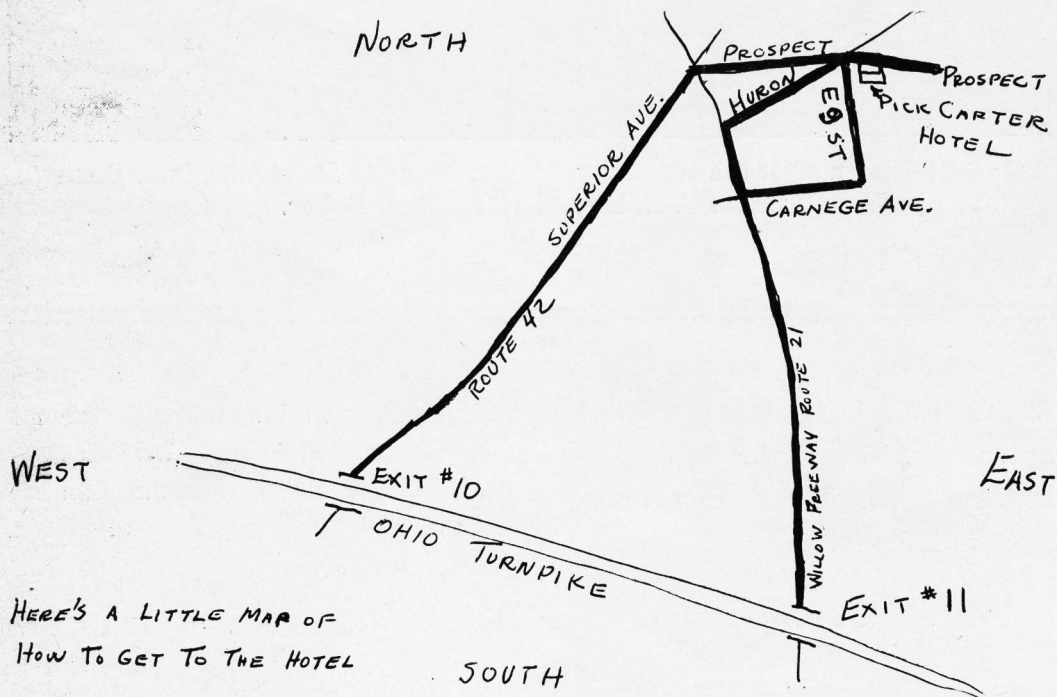 NORTH
PROSPECT
PROSPECT
HURON
E 9 ST
PICK CARTER
HOTEL
SUPERIOR AVE.
CARNEGE AVE.
ROUTE 42
WILLOW FREEWAY ROUTE 21
WEST
EAST
EXIT #10
OHIO TURNPIKE
EXIT #11
HERE'S A LITTLE MAP OF
HOW TO GET TO THE HOTEL
SOUTH